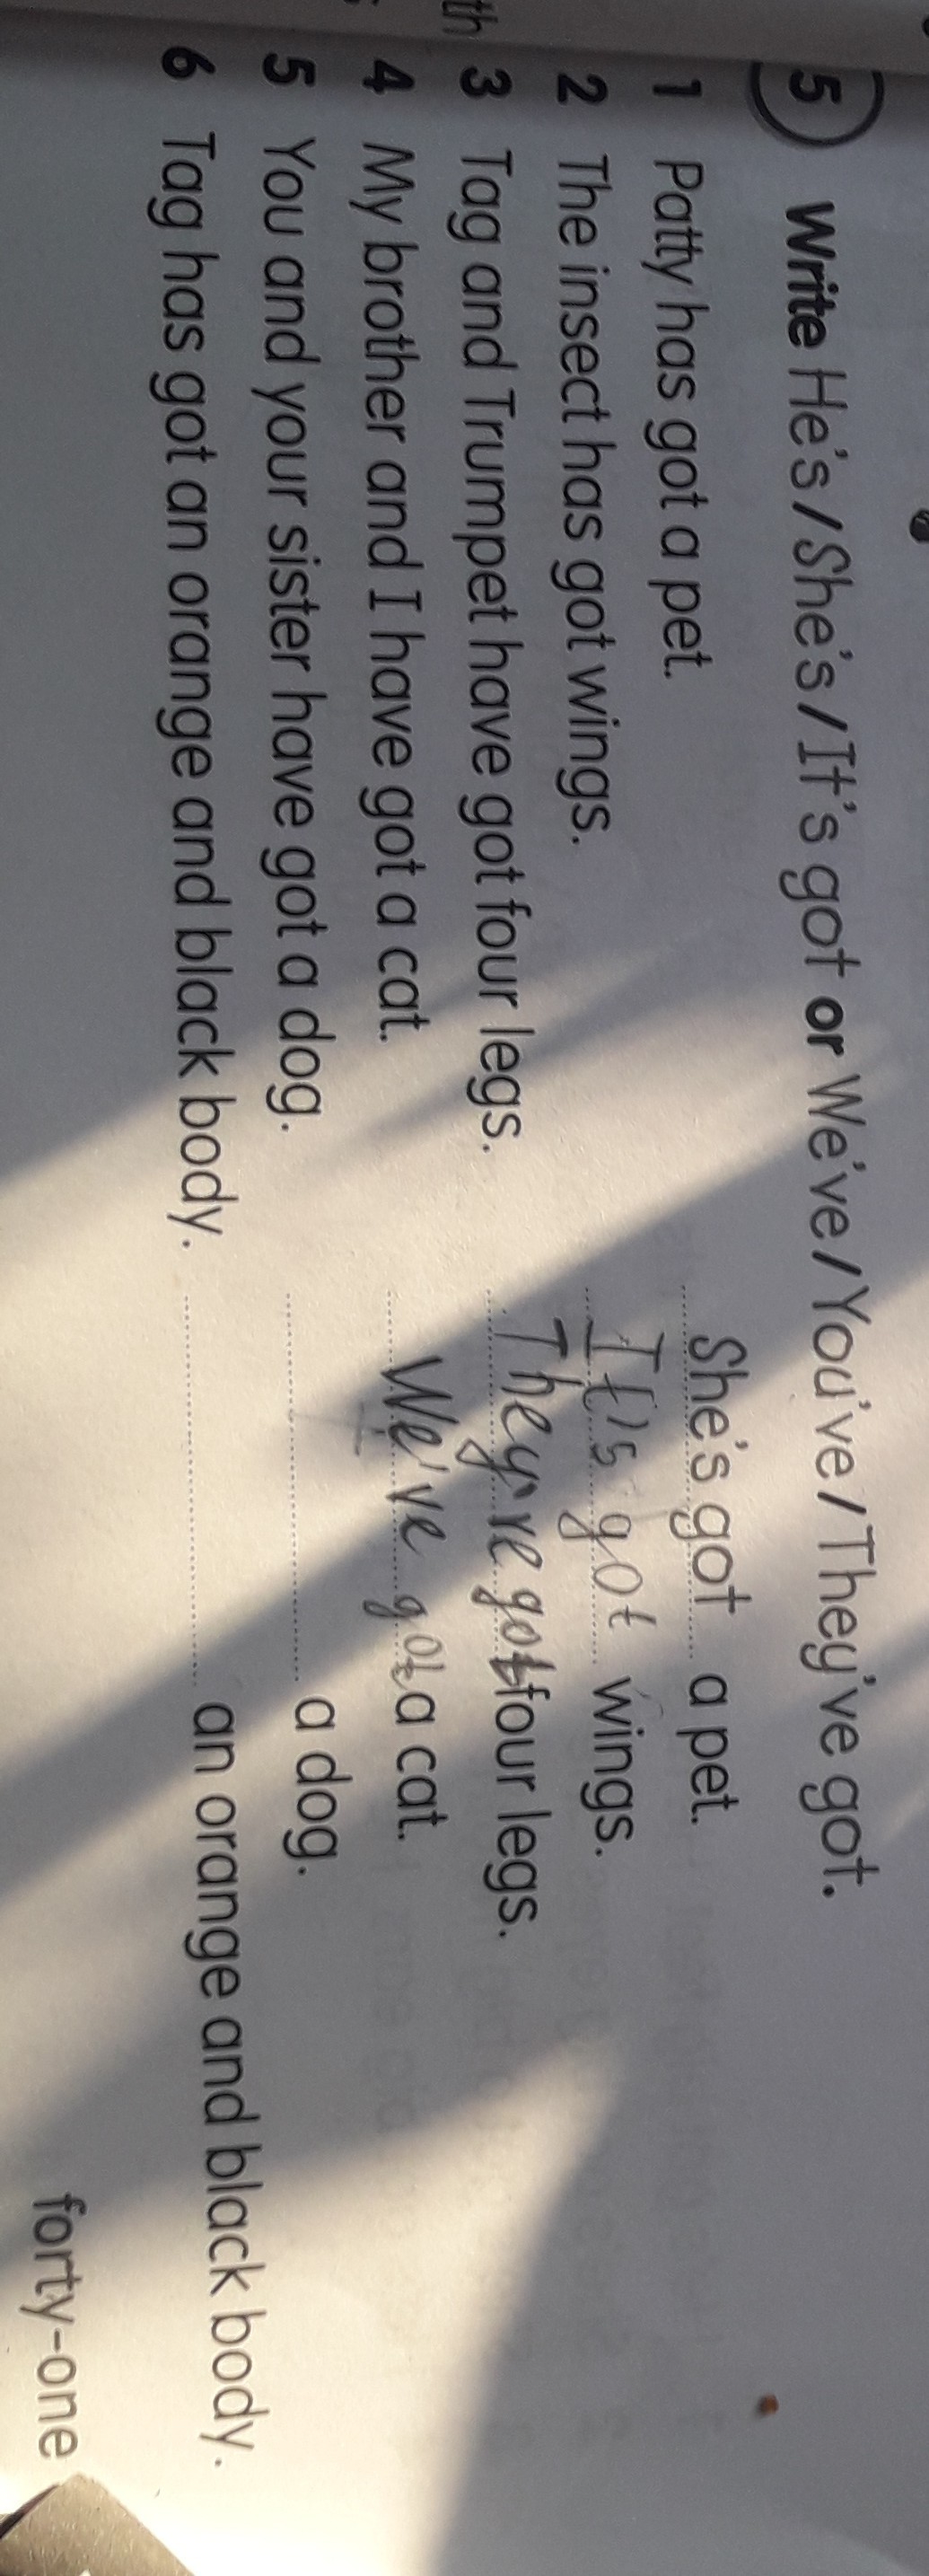 5 Write He's / She's / It's got or We've / You've / They've got.
1 Patty has got a pet. She's got a pet.
2 The insect has got wings. It's got wings.
3 Tag and Trumpet have got four legs. They've got four legs.
4 My brother and I have got a cat. We've got a cat.
5 You and your sister have got a dog. a dog.
6 Tag has got an orange and black body. an orange and black body.
forty-one
th